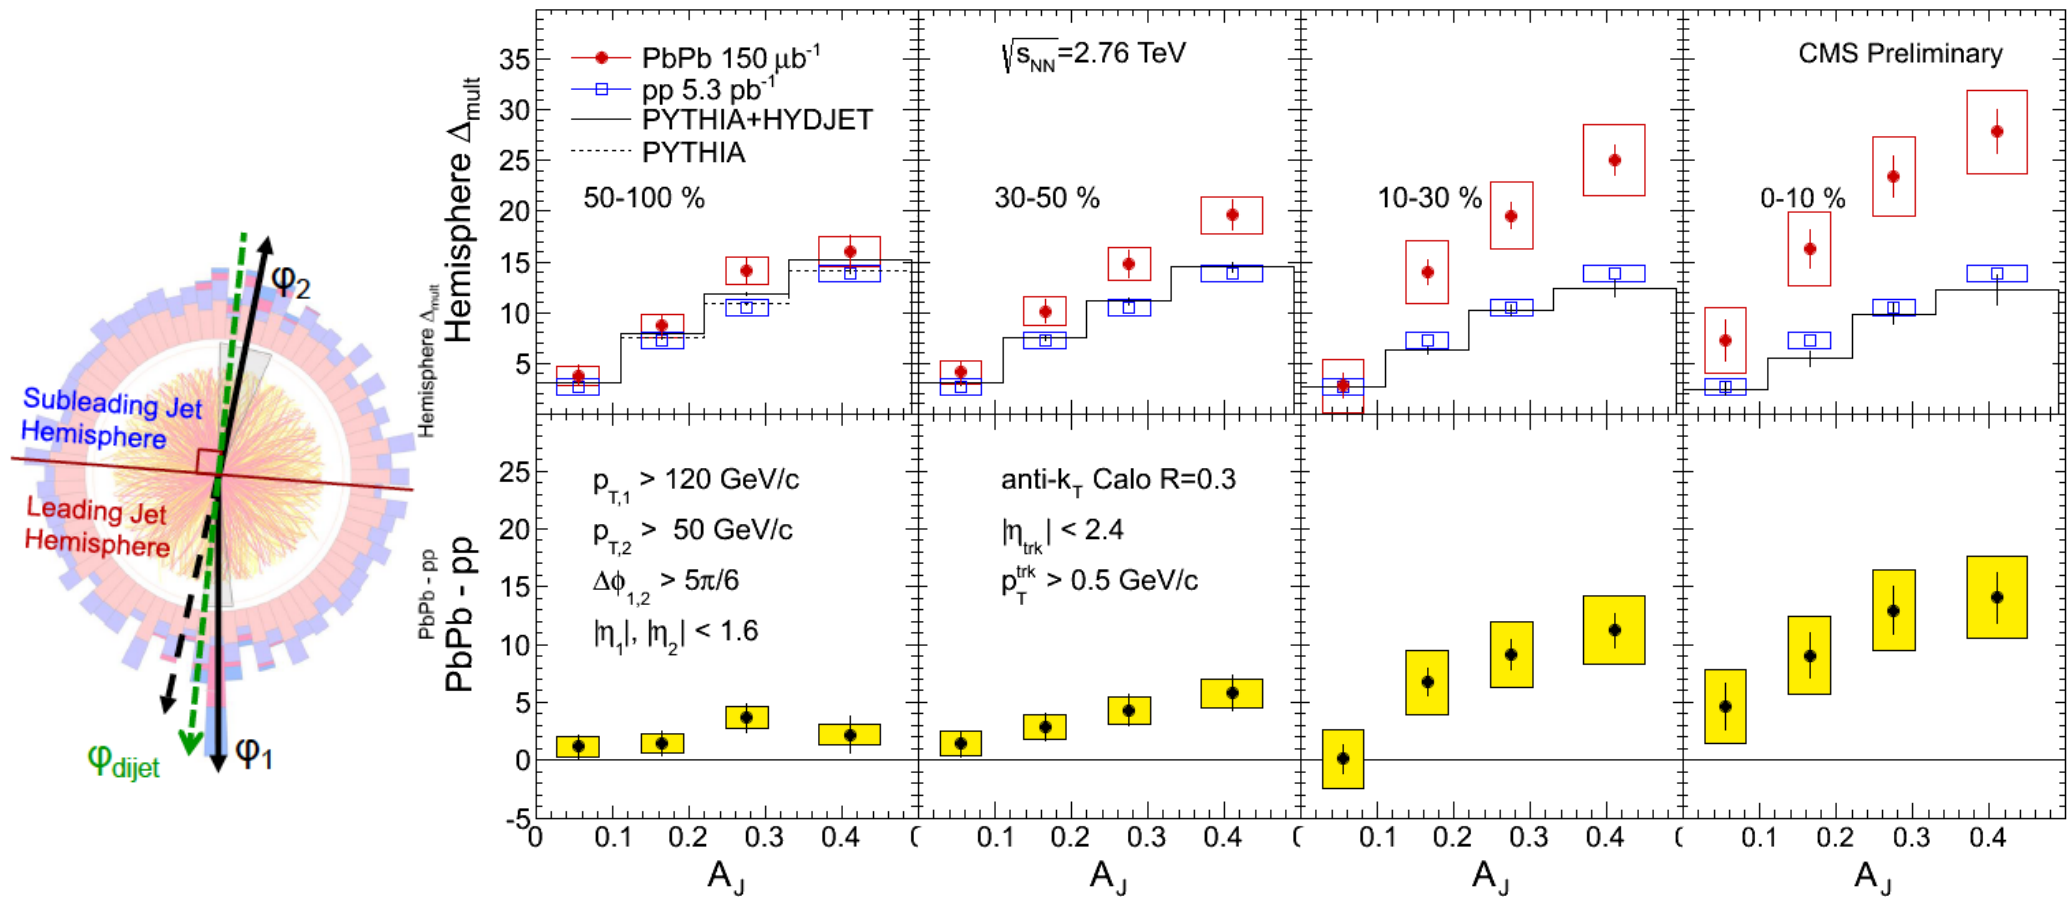 φ2
Subleading Jet
Hemisphere
Leading Jet
Hemisphere
φdijet
φ1
Hemisphere Δmult
Hemisphere Δmult
35
30
25
20
15
10
5
PbPb 150 μb⁻¹
pp 5.3 pb⁻¹
PYTHIA+HYDJET
PYTHIA
50-100 %
√sNN=2.76 TeV
30-50 %
10-30 %
CMS Preliminary
0-10 %
PbPb - pp
PbPb - pp
25
20
15
10
5
0
-5
pT,1 > 120 GeV/c
pT,2 > 50 GeV/c
Δϕ1,2 > 5π/6
|η1|, |η2| < 1.6
anti-kT Calo R=0.3
|ηtrk| < 2.4
pTtrk > 0.5 GeV/c
0 0.1 0.2 0.3 0.4
0.1 0.2 0.3 0.4
0.1 0.2 0.3 0.4
0.1 0.2 0.3 0.4
AJ
AJ
AJ
AJ